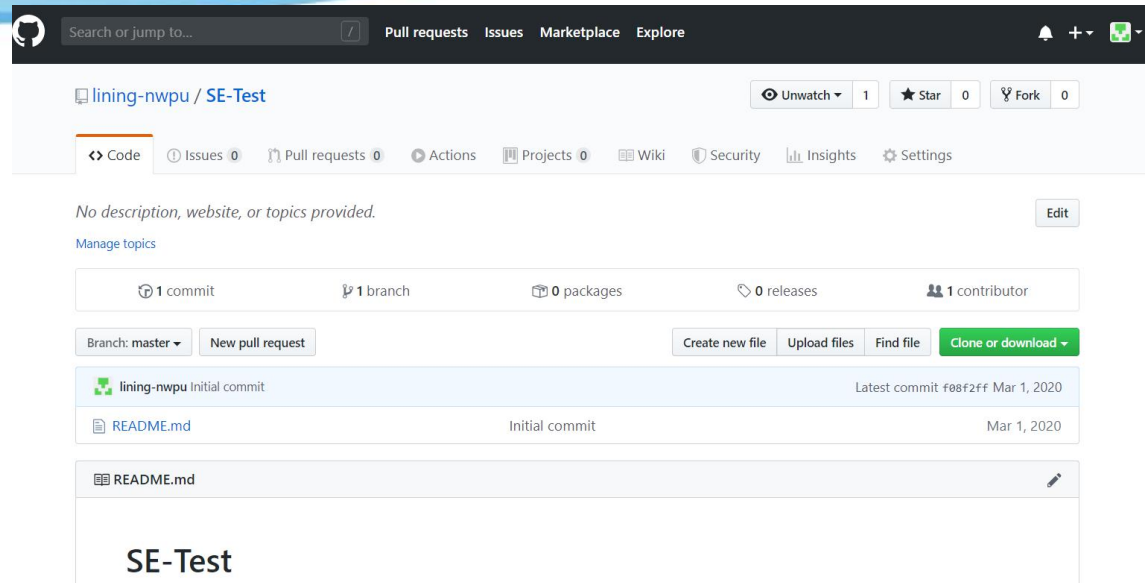 Search or jump to... / Pull requests Issues Marketplace Explore
lining-nwpu / SE-Test Unwatch 1 Star 0 Fork 0
Code Issues 0 Pull requests 0 Actions Projects 0 Wiki Security Insights Settings
No description, website, or topics provided. Edit
Manage topics
1 commit 1 branch 0 packages 0 releases 1 contributor
Branch: master New pull request Create new file Upload files Find file Clone or download
lining-nwpu Initial commit Latest commit f08f2ff Mar 1, 2020
README.md Initial commit Mar 1, 2020
README.md
SE-Test